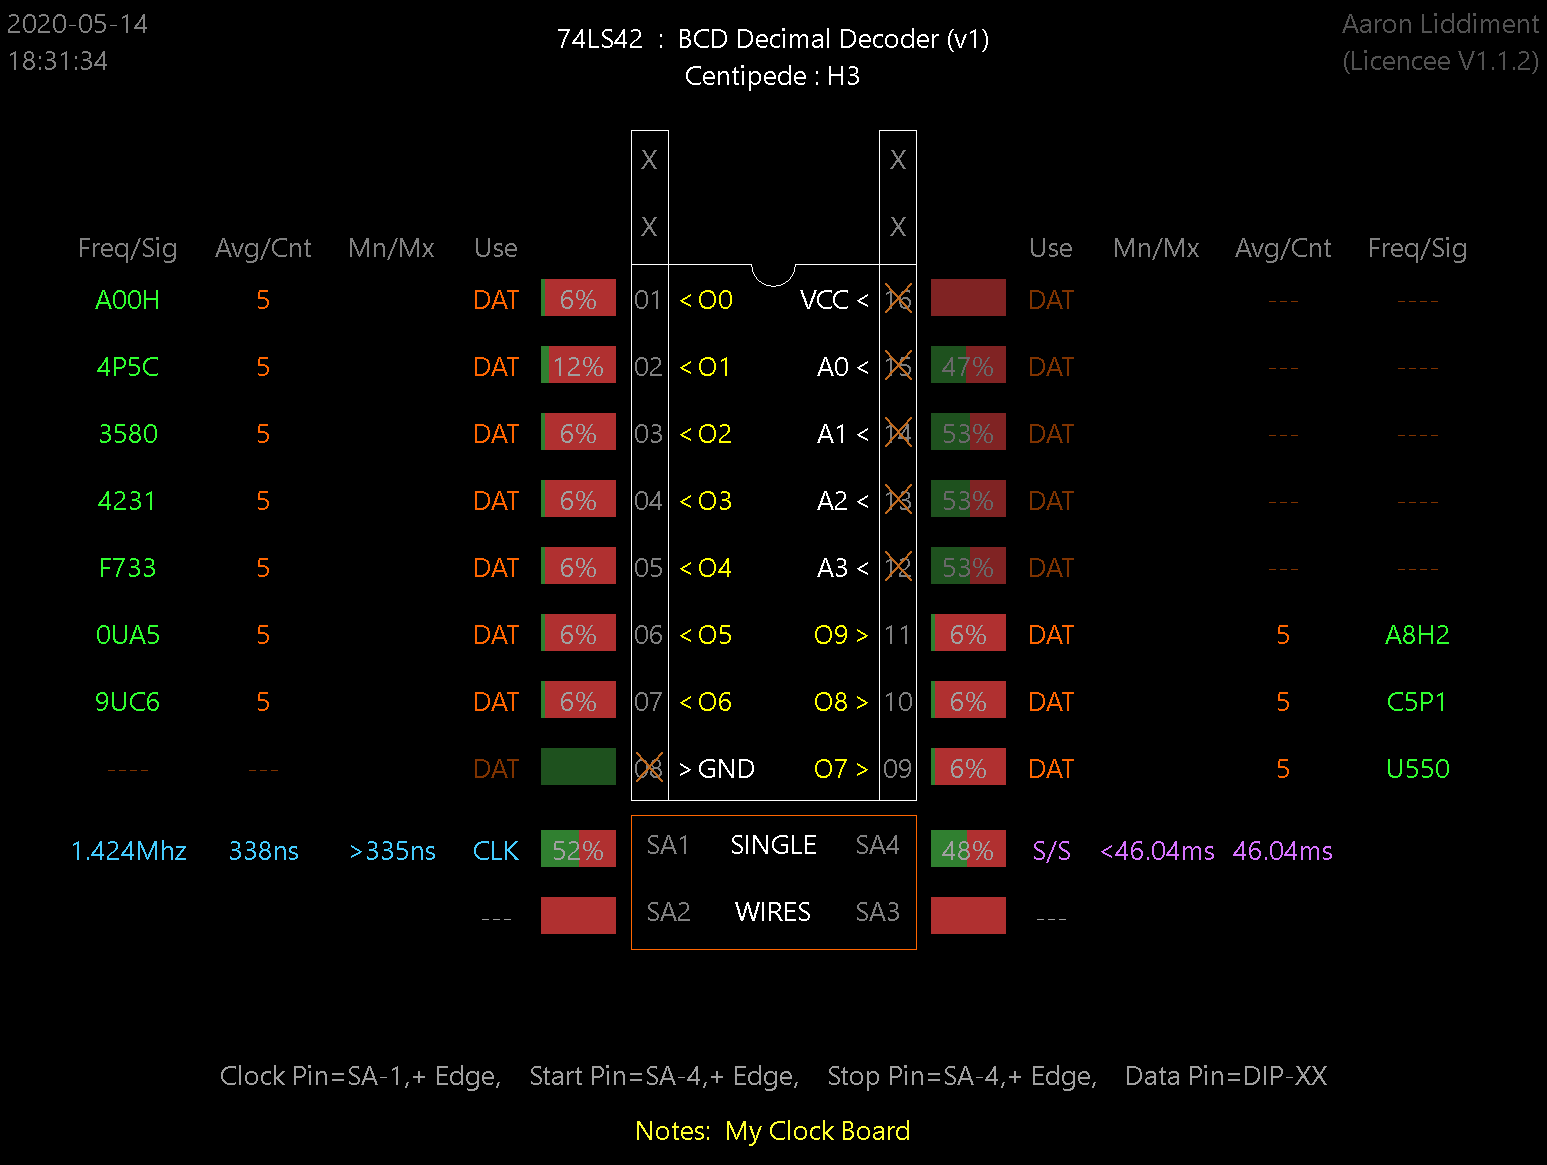 2020-05-14
18:31:34
74LS42 : BCD Decimal Decoder (v1)
Centipede : H3
Aaron Liddiment
(Licencee V1.1.2)
X X
X X
Freq/Sig Avg/Cnt Mn/Mx Use Use Mn/Mx Avg/Cnt Freq/Sig
A00H 5 DAT 6% 01 < O0 VCC < 16 DAT --- ----
4P5C 5 DAT 12% 02 < O1 A0 < 15 47% DAT --- ----
3580 5 DAT 6% 03 < O2 A1 < 14 53% DAT --- ----
4231 5 DAT 6% 04 < O3 A2 < 13 53% DAT --- ----
F733 5 DAT 6% 05 < O4 A3 < 12 53% DAT --- ----
0UA5 5 DAT 6% 06 < O5 O9 > 11 6% DAT 5 A8H2
9UC6 5 DAT 6% 07 < O6 O8 > 10 6% DAT 5 C5P1
---- --- DAT 08 > GND O7 > 09 6% DAT 5 U550
1.424Mhz 338ns >335ns CLK 52% SA1 SINGLE SA4 48% S/S <46.04ms 46.04ms
--- SA2 WIRES SA3 ---
Clock Pin=SA-1,+ Edge, Start Pin=SA-4,+ Edge, Stop Pin=SA-4,+ Edge, Data Pin=DIP-XX
Notes: My Clock Board